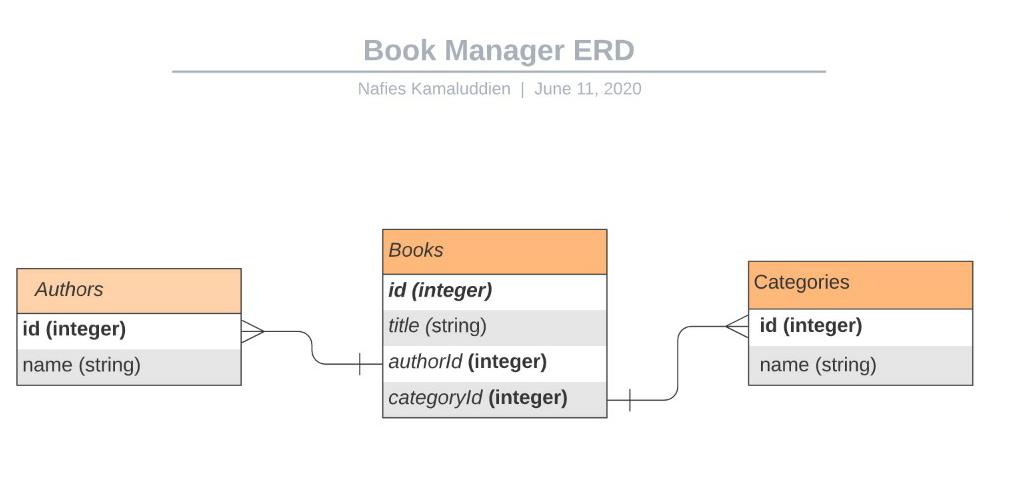 Book Manager ERD
Nafies Kamaluddien | June 11, 2020
Authors
id (integer)
name (string)
Books
id (integer)
title (string)
authorId (integer)
categoryId (integer)
Categories
id (integer)
name (string)